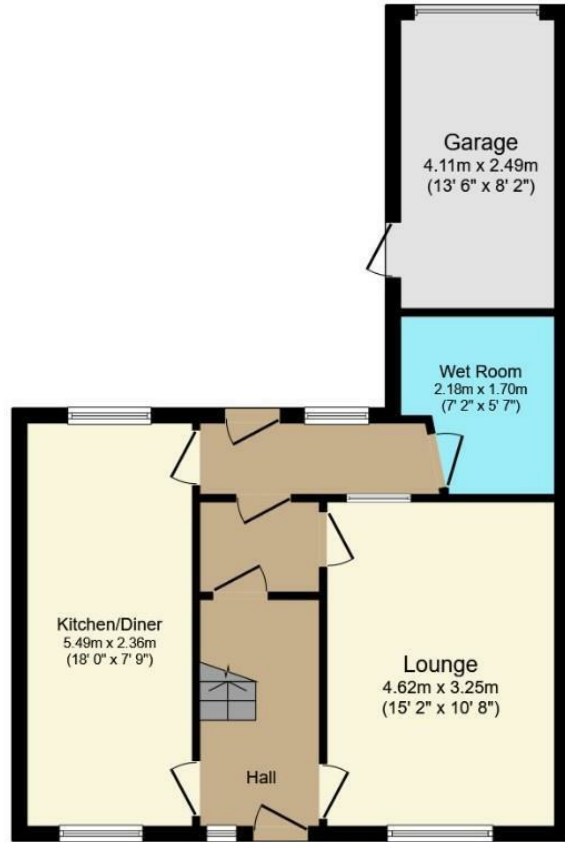 Garage
4.11m x 2.49m
(13' 6" x 8' 2")
Wet Room
2.18m x 1.70m
(7' 2" x 5' 7")
Kitchen/Diner
5.49m x 2.36m
(18' 0" x 7' 9")
Lounge
4.62m x 3.25m
(15' 2" x 10' 8")
Hall